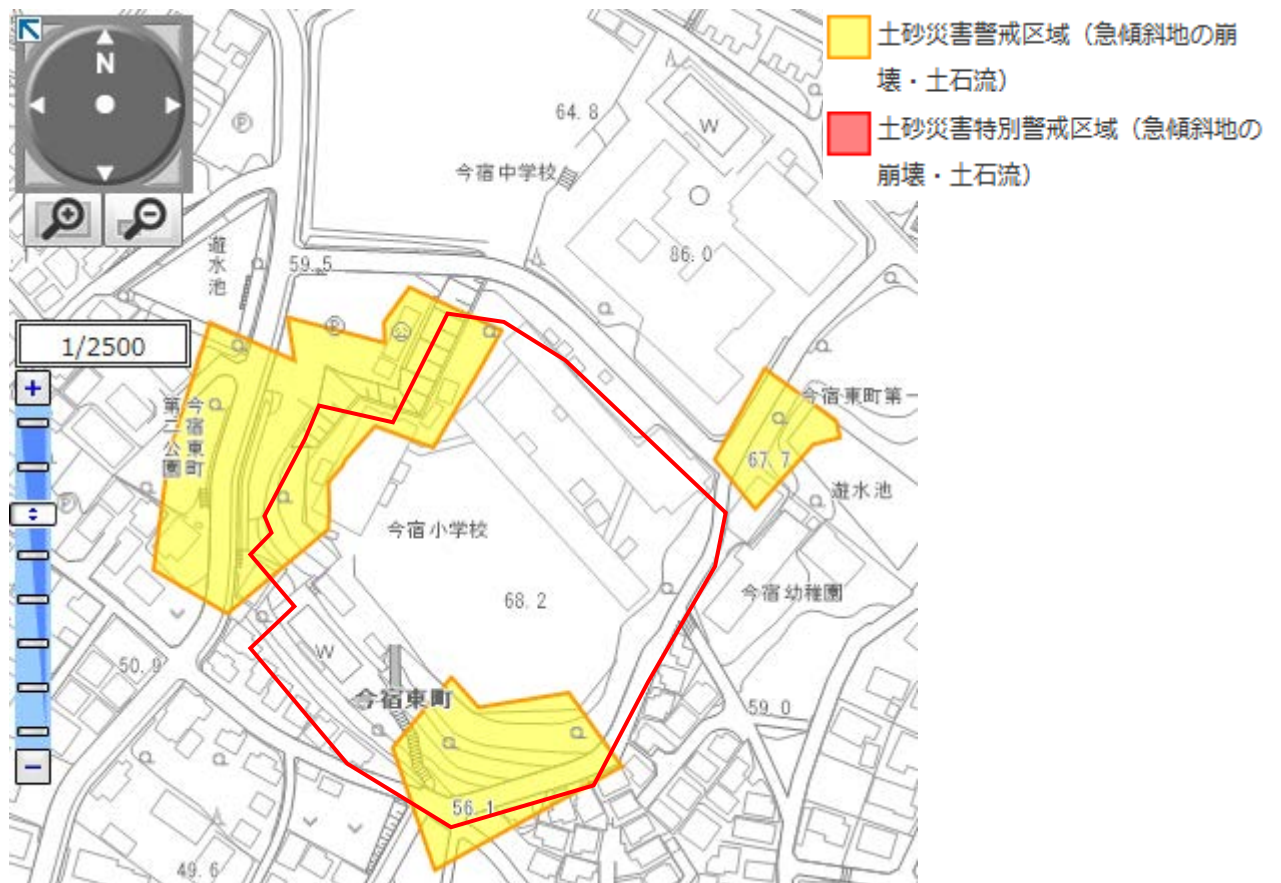 N
土砂災害警戒区域（急傾斜地の崩
壊・土石流）
土砂災害特別警戒区域（急傾斜地の
崩壊・土石流）
64.8
W
P
今宿中学校
86.0
遊水池
59.5
P
1/2500
+
今宿東町
第二公園
今宿東町第一
67.7
遊水池
P
今宿小学校
今宿幼稚園
68.2
W
50.9
今宿東町
59.0
56.1
49.6
−